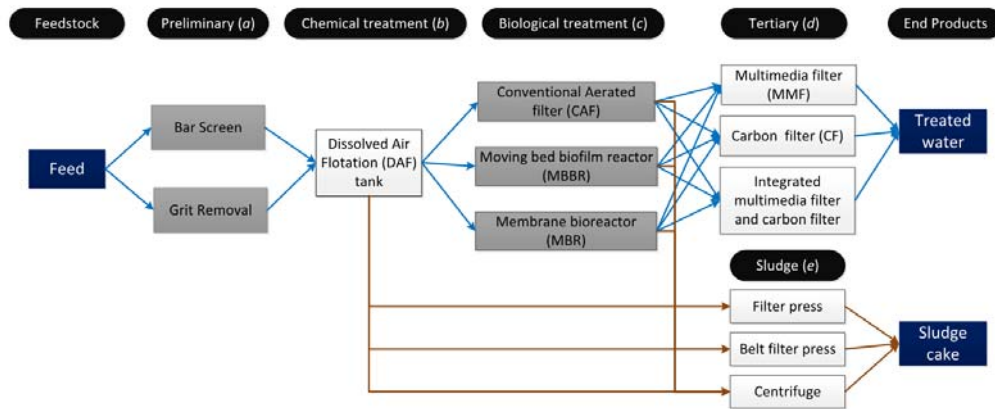 Feedstock
Preliminary (a)
Chemical treatment (b)
Biological treatment (c)
Tertiary (d)
End Products
Feed
Bar Screen
Grit Removal
Dissolved Air
Flotation (DAF)
tank
Conventional Aerated
filter (CAF)
Moving bed biofilm reactor
(MBBR)
Membrane bioreactor
(MBR)
Multimedia filter
(MMF)
Carbon filter (CF)
Integrated
multimedia filter
and carbon filter
Treated
water
Sludge (e)
Filter press
Belt filter press
Centrifuge
Sludge
cake